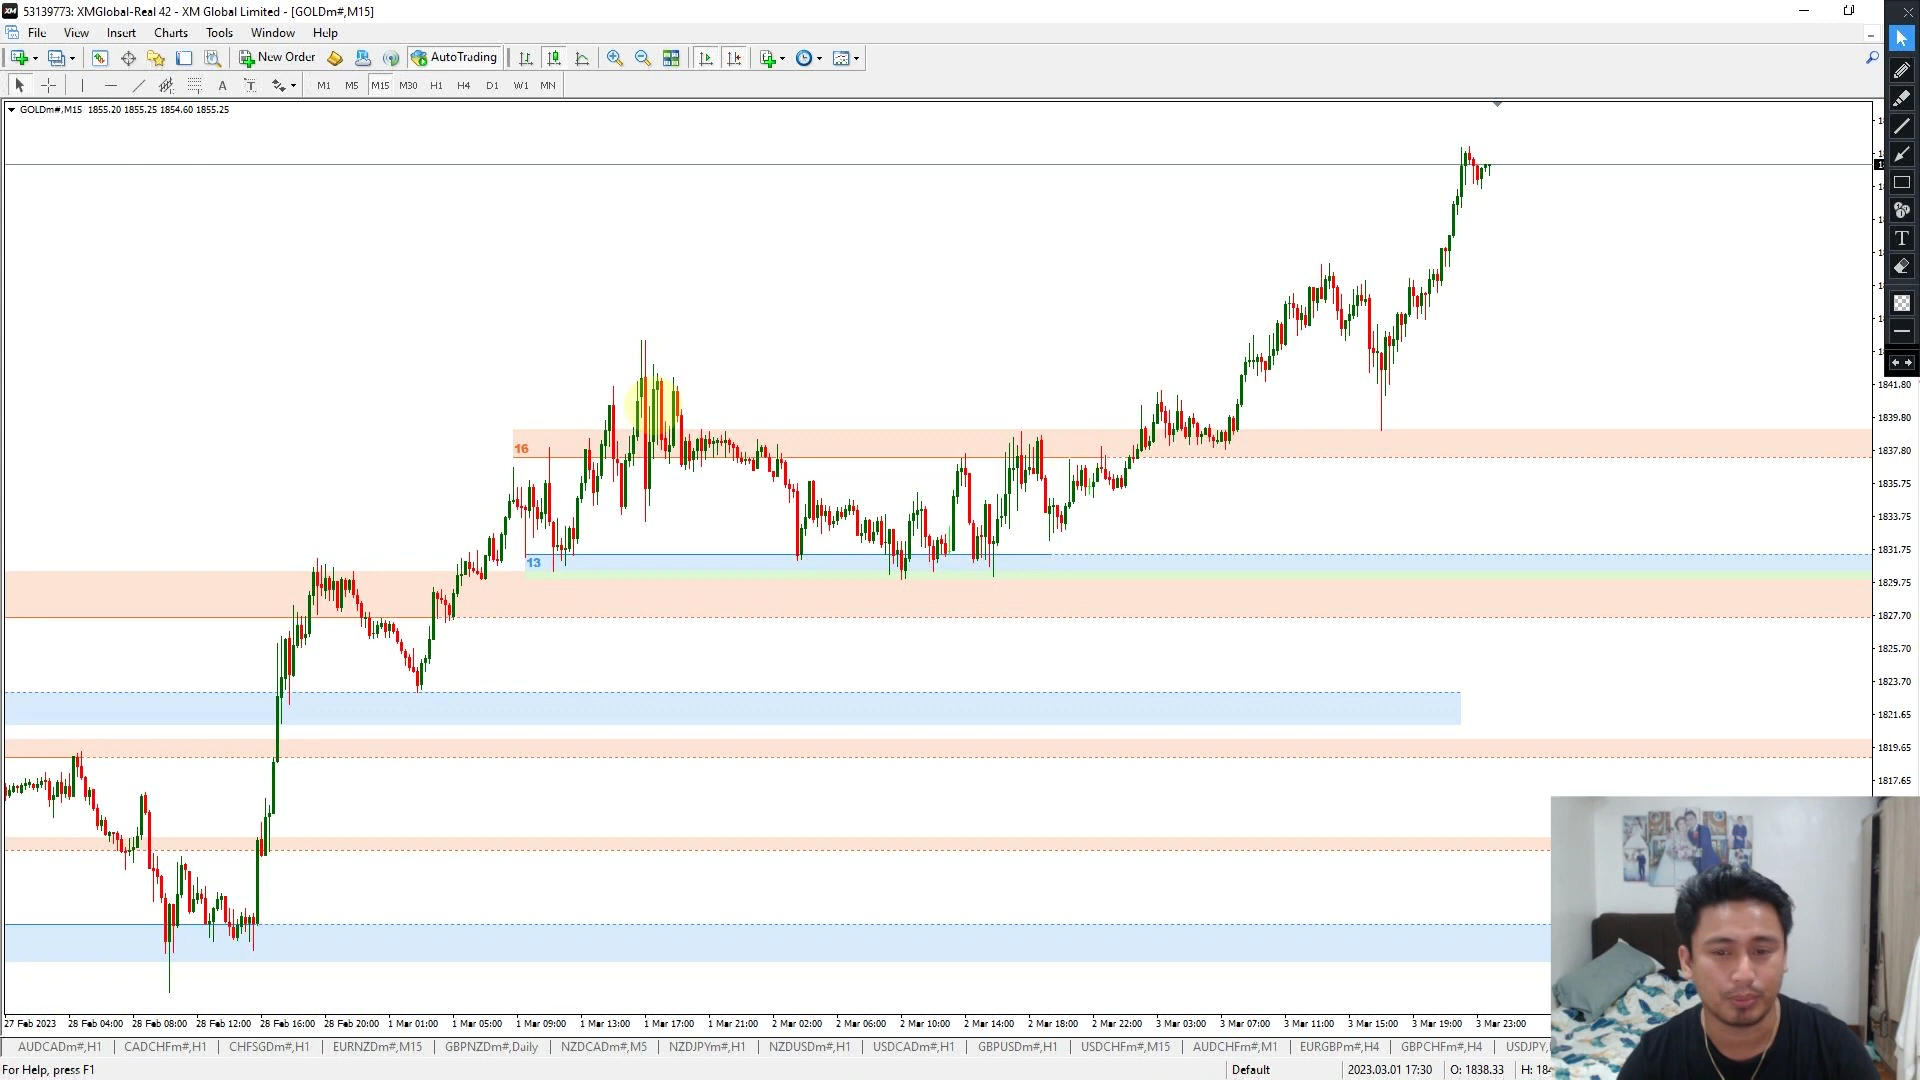 53139773: XMGlobal-Real 42 - XM Global Limited - [GOLDm#,M15]
File View Insert Charts Tools Window Help
New Order AutoTrading
A T M1 M5 M15 M30 H1 H4 D1 W1 MN
GOLDm#,M15 1855.20 1855.25 1854.60 1855.25
T
1841.80
1839.80
16
1837.80
1835.75
1833.75
1831.75
13
1829.75
1827.70
1825.70
1823.70
1821.65
1819.65
1817.65
27 Feb 2023 28 Feb 04:00 28 Feb 08:00 28 Feb 12:00 28 Feb 16:00 28 Feb 20:00 1 Mar 01:00 1 Mar 05:00 1 Mar 09:00 1 Mar 13:00 1 Mar 17:00 1 Mar 21:00 2 Mar 02:00 2 Mar 06:00 2 Mar 10:00 2 Mar 14:00 2 Mar 18:00 2 Mar 22:00 3 Mar 03:00 3 Mar 07:00 3 Mar 11:00 3 Mar 15:00 3 Mar 19:00 3 Mar 23:00
AUDCADm#,H1 CADCHFm#,H1 CHFSGDm#,H1 EURNZDm#,M15 GBPNZDm#,Daily NZDCADm#,M5 NZDJPYm#,H1 NZDUSDm#,H1 USDCADm#,H1 GBPUSDm#,H1 USDCHFm#,M15 AUDCHFm#,M1 EURGBPm#,H4 GBPCHFm#,H4 USDJPY,
For Help, press F1 Default 2023.03.01 17:30 O: 1838.33 H: 184